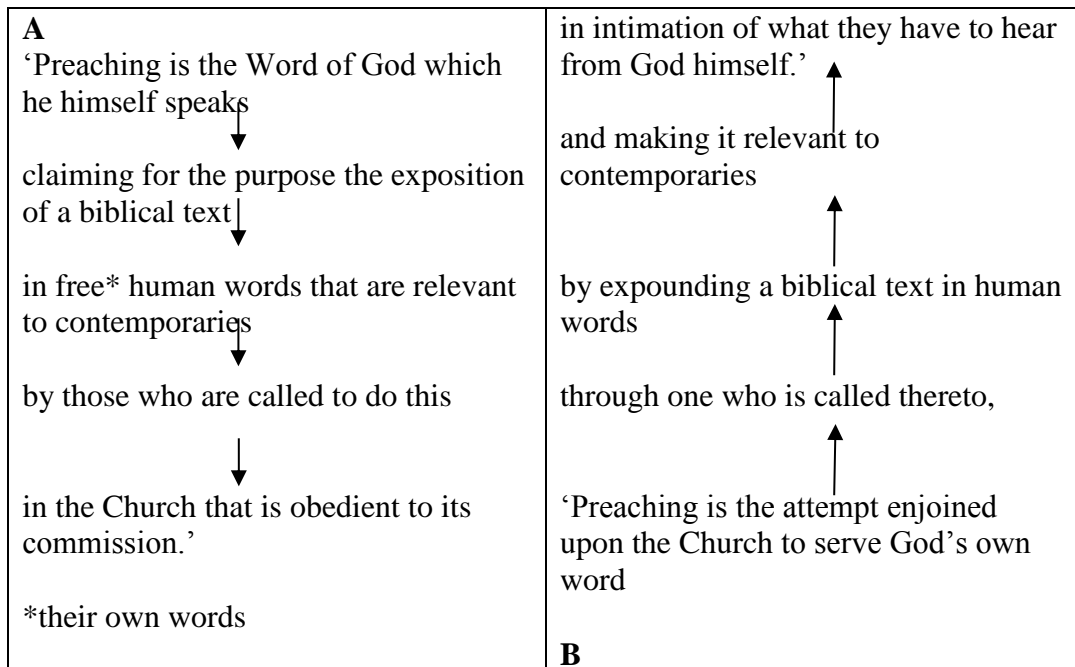 A
‘Preaching is the Word of God which
he himself speaks
claiming for the purpose the exposition
of a biblical text
in free* human words that are relevant
to contemporaries
by those who are called to do this
in the Church that is obedient to its
commission.’
*their own words
in intimation of what they have to hear
from God himself.’
and making it relevant to
contemporaries
by expounding a biblical text in human
words
through one who is called thereto,
‘Preaching is the attempt enjoined
upon the Church to serve God’s own
word
B